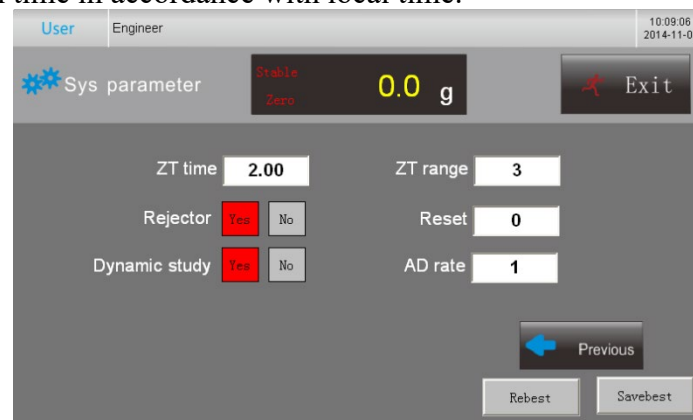 time in accordance with local time.
User Engineer 10:09:06
2014-11-0
Sys parameter Stable Zero 0.0 g Exit
ZT time 2.00 ZT range 3
Rejector Yes No Reset 0
Dynamic study Yes No AD rate 1
Previous
Rebest Savebest